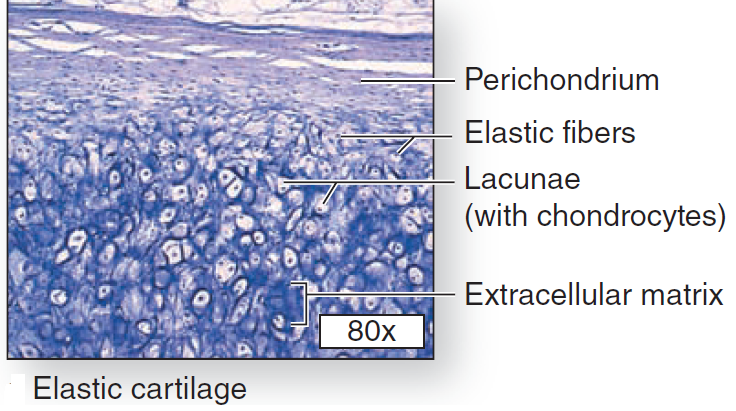 Perichondrium
Elastic fibers
Lacunae
(with chondrocytes)
Extracellular matrix
80x
Elastic cartilage